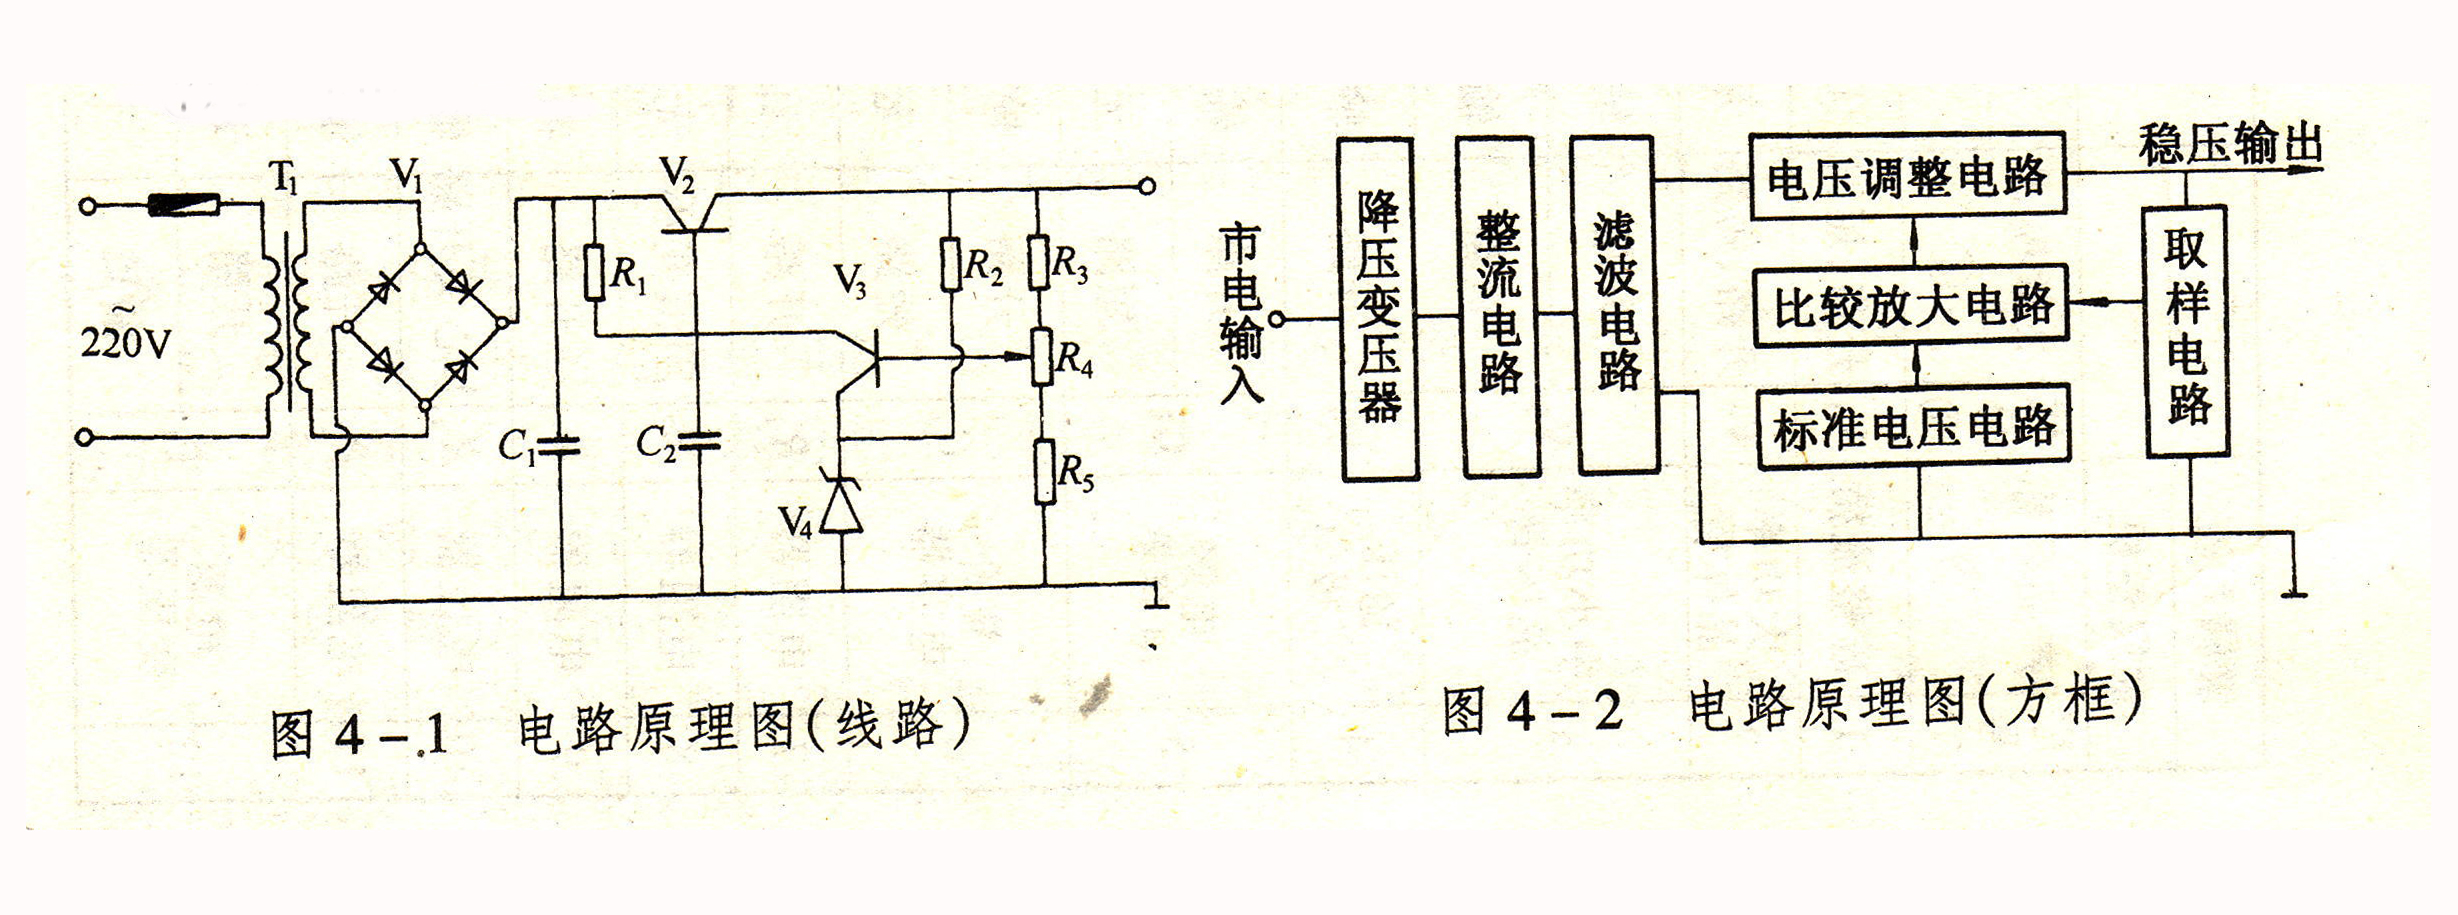 T1
V1
V2
R1
V3
R2
R3
~
220V
R4
C1
C2
R5
V4
图 4-.1 电路原理图(线路)
市电输入
降压变压器
整流电路
滤波电路
电压调整电路
稳压输出
比较放大电路
取样电路
标准电压电路
图 4-2 电路原理图(方框)